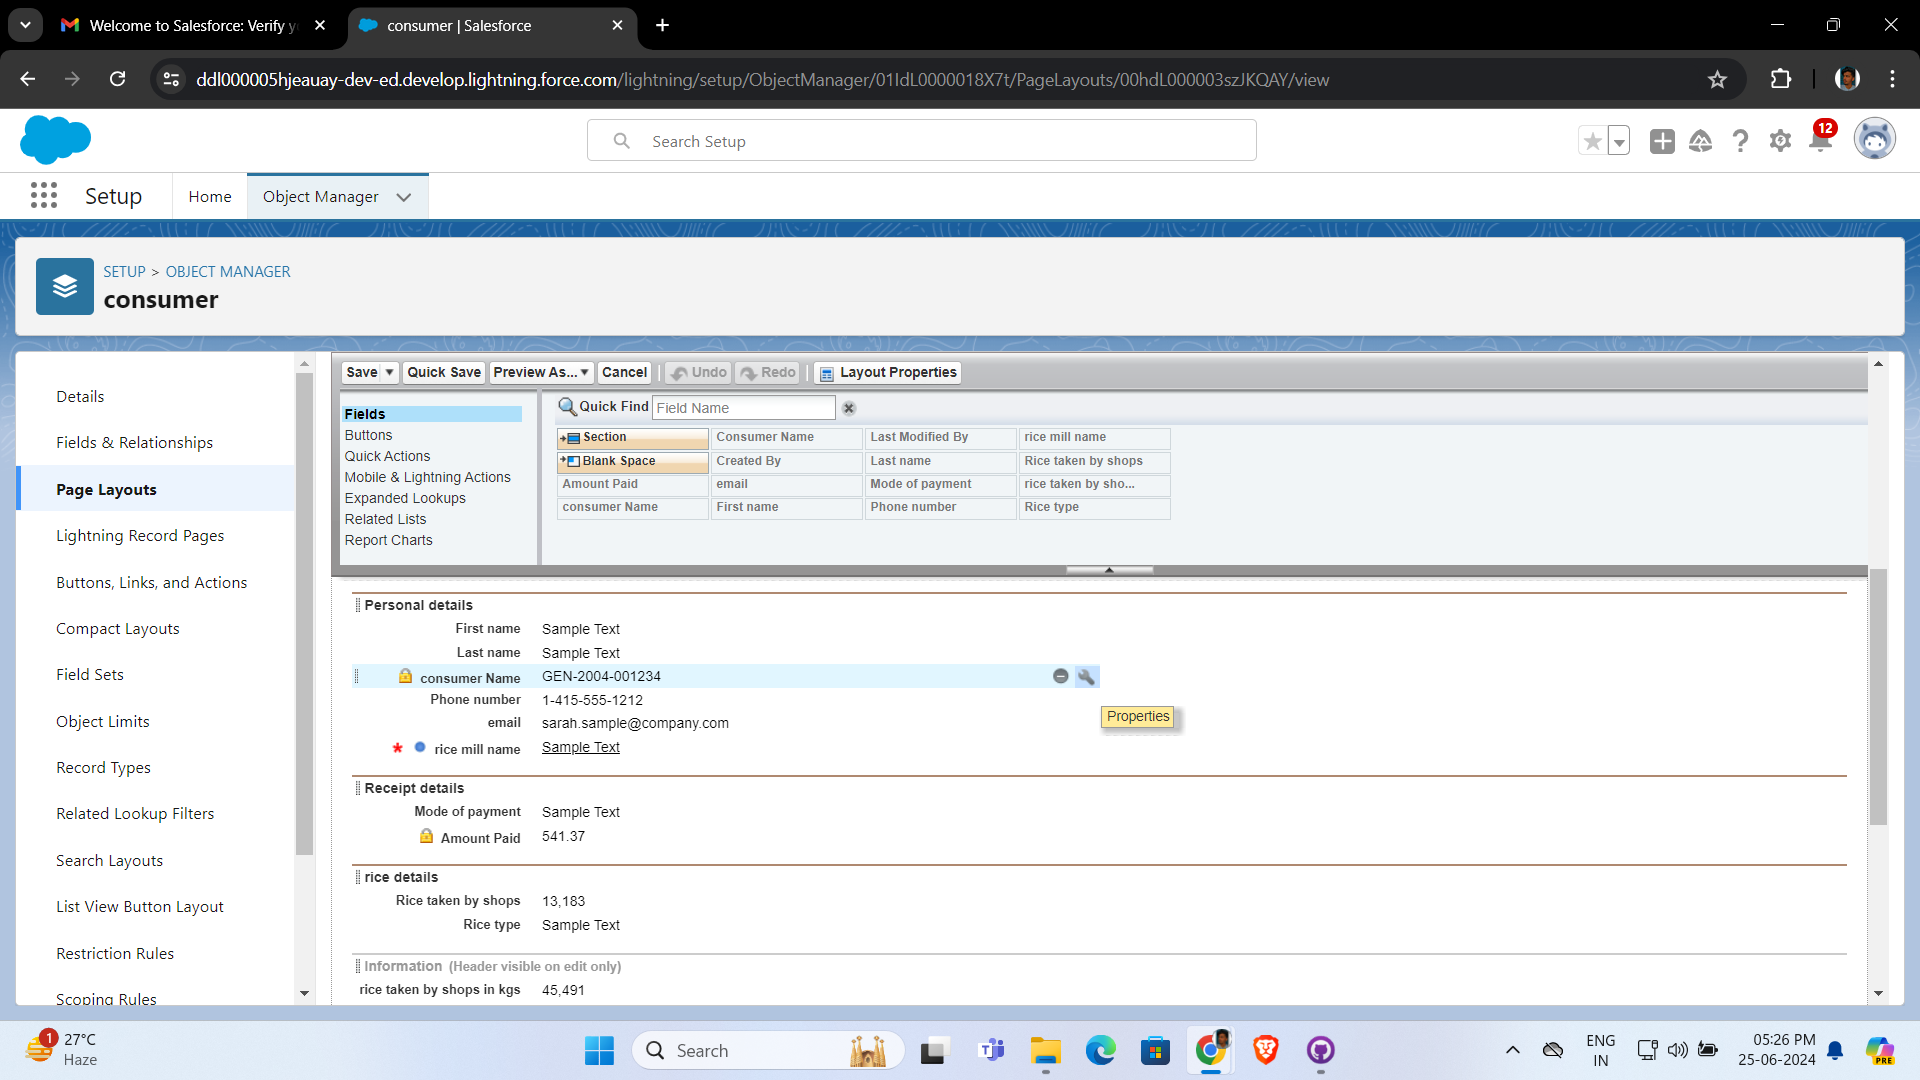 Welcome to Salesforce: Verify y
consumer | Salesforce
ddl000005hjeauay-dev-ed.develop.lightning.force.com/lightning/setup/ObjectManager/01IdL0000018X7t/PageLayouts/00hdL000003szJKQAY/view
Search Setup
12
Setup
Home
Object Manager
SETUP > OBJECT MANAGER
consumer
Details
Fields & Relationships
Page Layouts
Lightning Record Pages
Buttons, Links, and Actions
Compact Layouts
Field Sets
Object Limits
Record Types
Related Lookup Filters
Search Layouts
List View Button Layout
Restriction Rules
Scoping Rules
Save Quick Save Preview As... Cancel Undo Redo Layout Properties
Fields
Buttons
Quick Actions
Mobile & Lightning Actions
Expanded Lookups
Related Lists
Report Charts
Quick Find Field Name
Section Consumer Name Last Modified By rice mill name
Blank Space Created By Last name Rice taken by shops
Amount Paid email Mode of payment rice taken by sho...
consumer Name First name Phone number Rice type
Personal details
First name Sample Text
Last name Sample Text
consumer Name GEN-2004-001234
Phone number 1-415-555-1212
Properties
email sarah.sample@company.com
* rice mill name Sample Text
Receipt details
Mode of payment Sample Text
Amount Paid 541.37
rice details
Rice taken by shops 13,183
Rice type Sample Text
Information (Header visible on edit only)
rice taken by shops in kgs 45,491
1
27°C
Haze
Search
ENG
IN
05:26 PM
25-06-2024
PRE